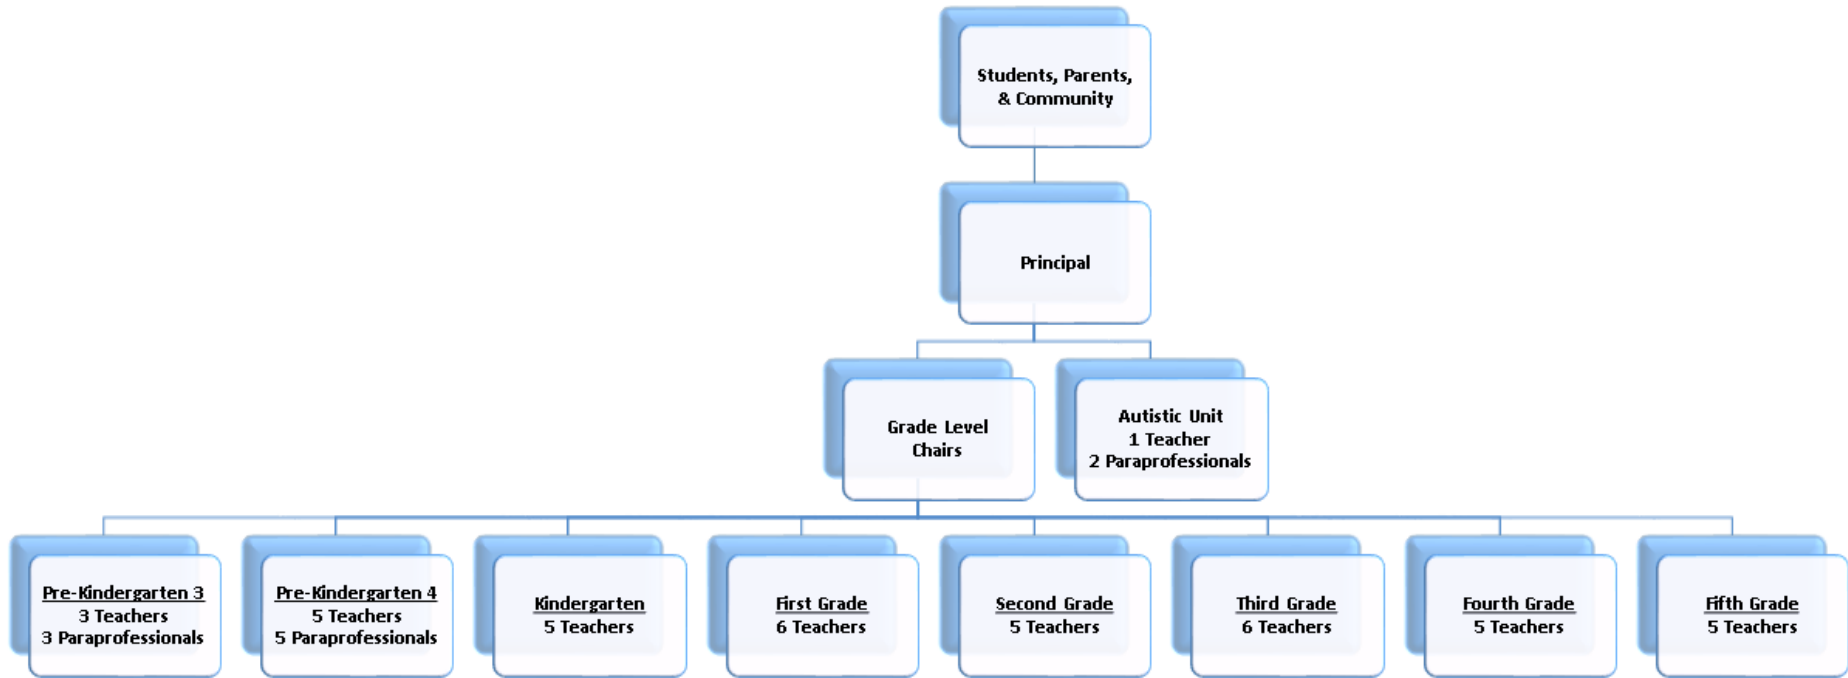 Students, Parents,
& Community
Principal
Grade Level
Chairs
Autistic Unit
1 Teacher
2 Paraprofessionals
Pre-Kindergarten 3
3 Teachers
3 Paraprofessionals
Pre-Kindergarten 4
5 Teachers
5 Paraprofessionals
Kindergarten
5 Teachers
First Grade
6 Teachers
Second Grade
5 Teachers
Third Grade
6 Teachers
Fourth Grade
5 Teachers
Fifth Grade
5 Teachers